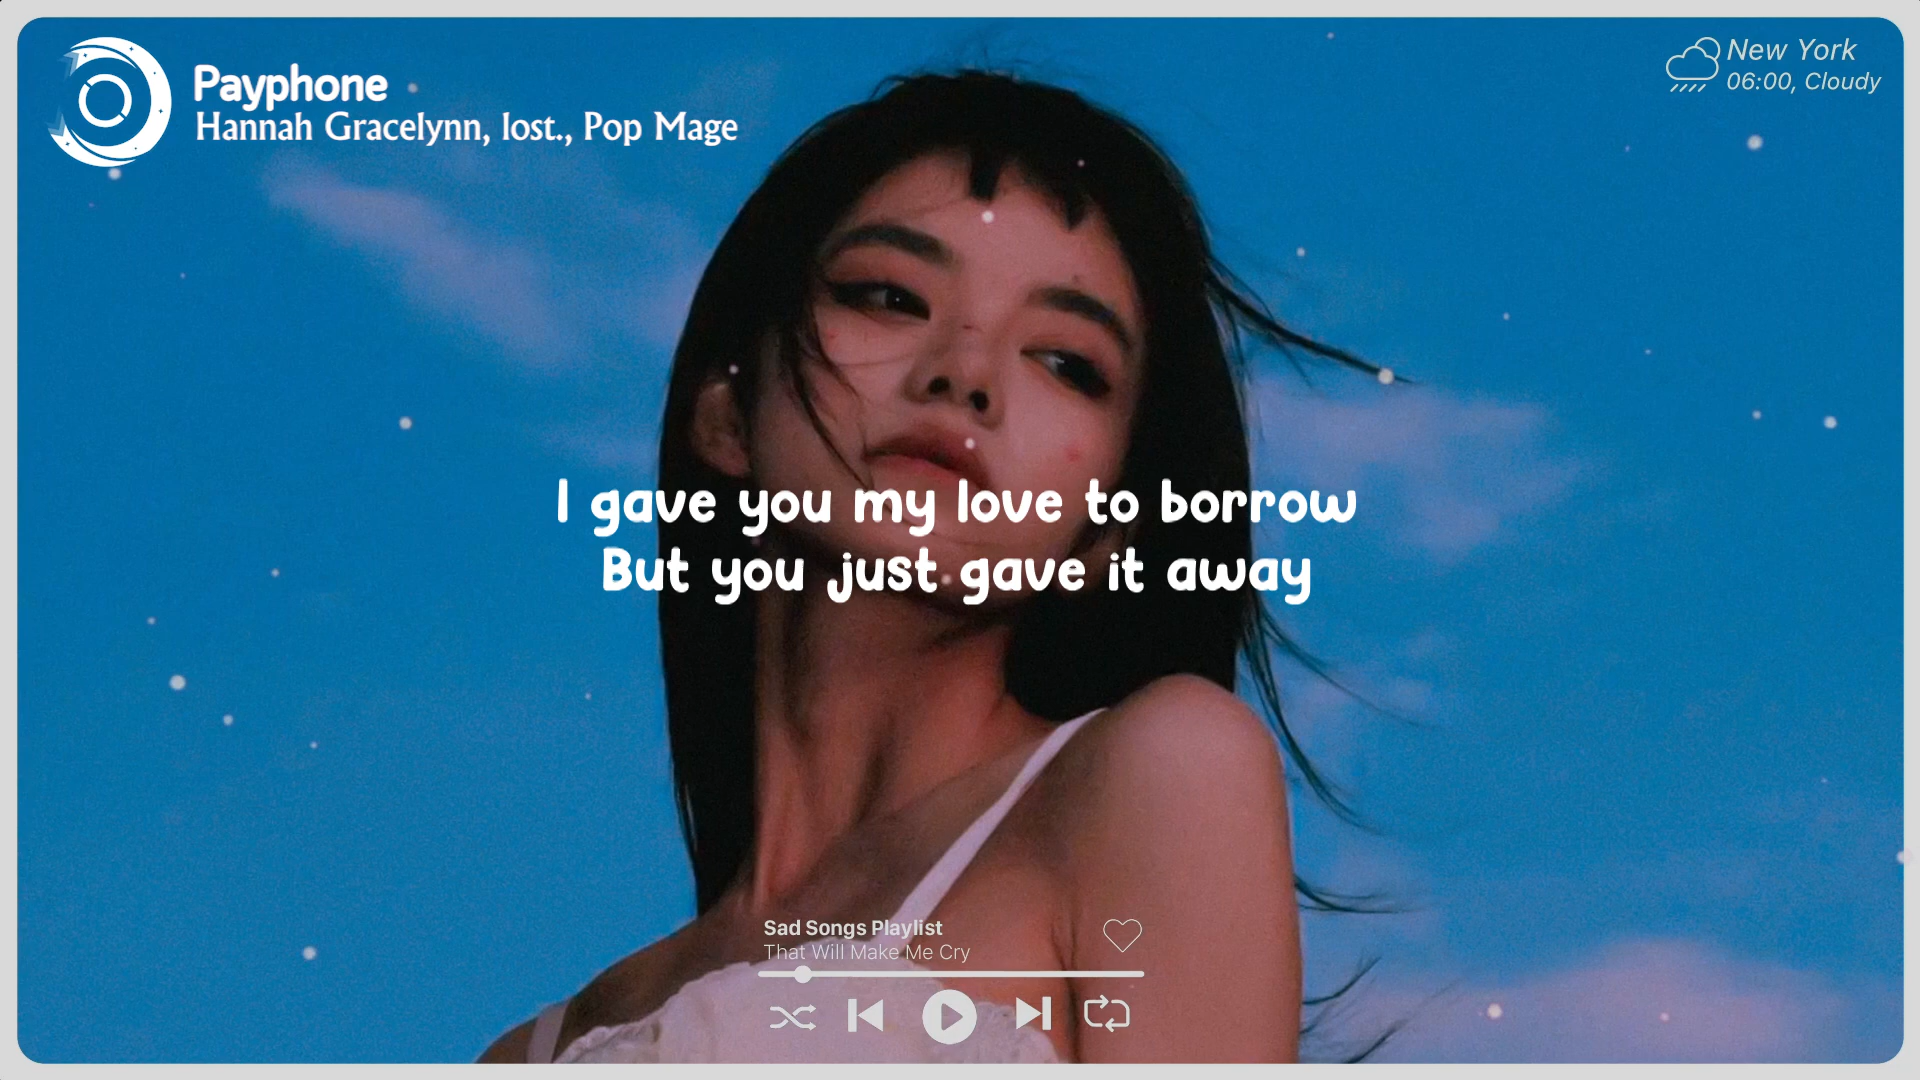 Payphone
Hannah Gracelynn, lost., Pop Mage
New York
06:00, Cloudy
I gave you my love to borrow
But you just gave it away
Sad Songs Playlist
That Will Make Me Cry